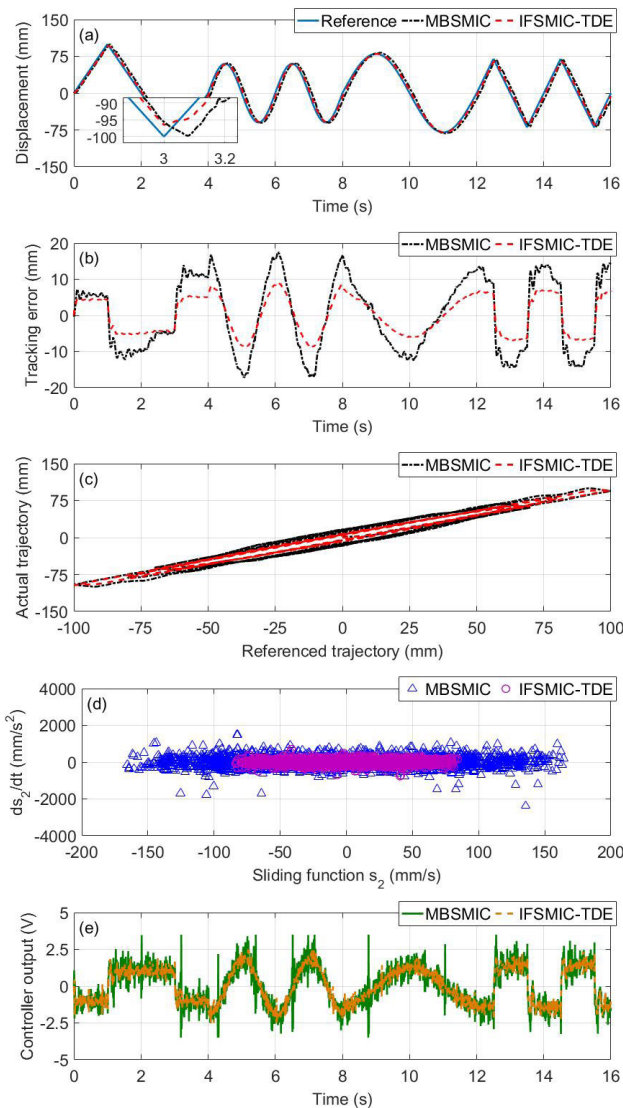 (a)
Reference MBSMIC IFSMIC-TDE
Displacement (mm)
150
75
0
-75
-150
-90
-95
-100
3 3.2
0 2 4 6 8 10 12 14 16
Time (s)
(b)
MBSMIC IFSMIC-TDE
Tracking error (mm)
20
10
0
-10
-20
0 2 4 6 8 10 12 14 16
Time (s)
(c)
MBSMIC IFSMIC-TDE
Actual trajectory (mm)
150
75
0
-75
-150
-100 -75 -50 -25 0 25 50 75 100
Referenced trajectory (mm)
(d)
MBSMIC IFSMIC-TDE
ds2/dt (mm/s²)
4000
2000
0
-2000
-4000
-200 -150 -100 -50 0 50 100 150 200
Sliding function s2 (mm/s)
(e)
MBSMIC IFSMIC-TDE
Controller output (V)
5
2.5
0
-2.5
-5
0 2 4 6 8 10 12 14 16
Time (s)